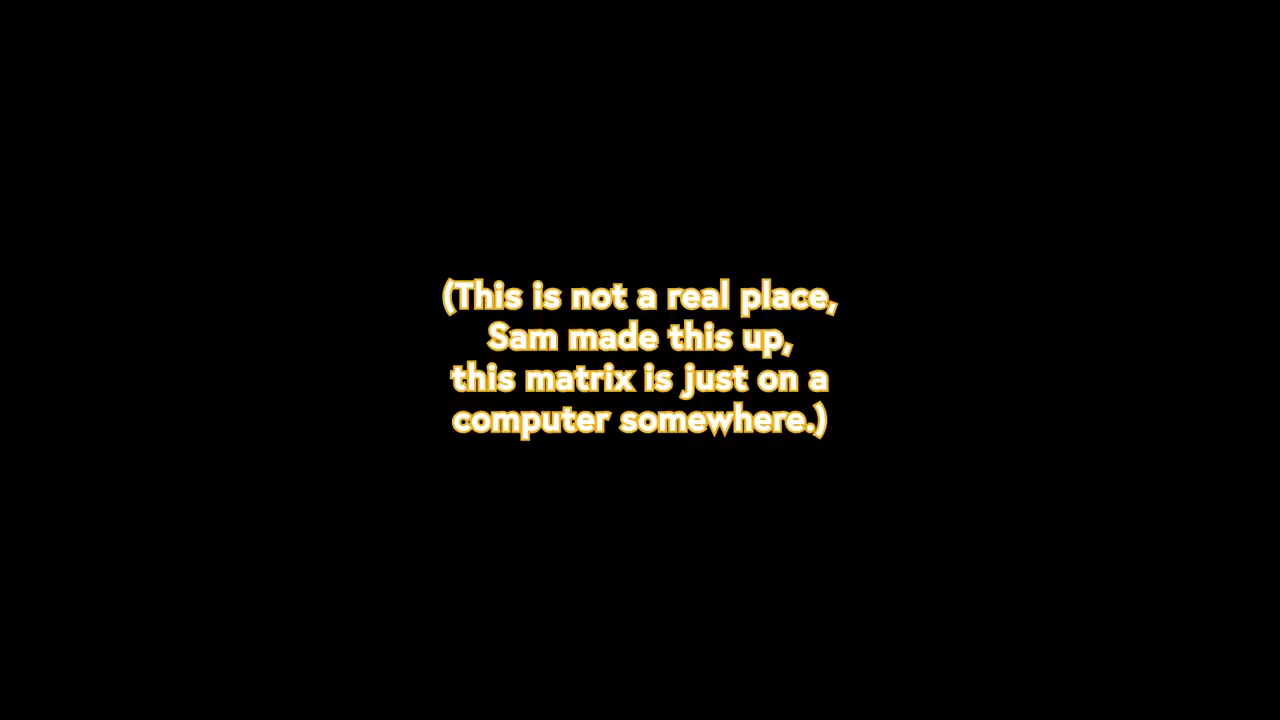 (This is not a real place,
Sam made this up,
this matrix is just on a
computer somewhere.)